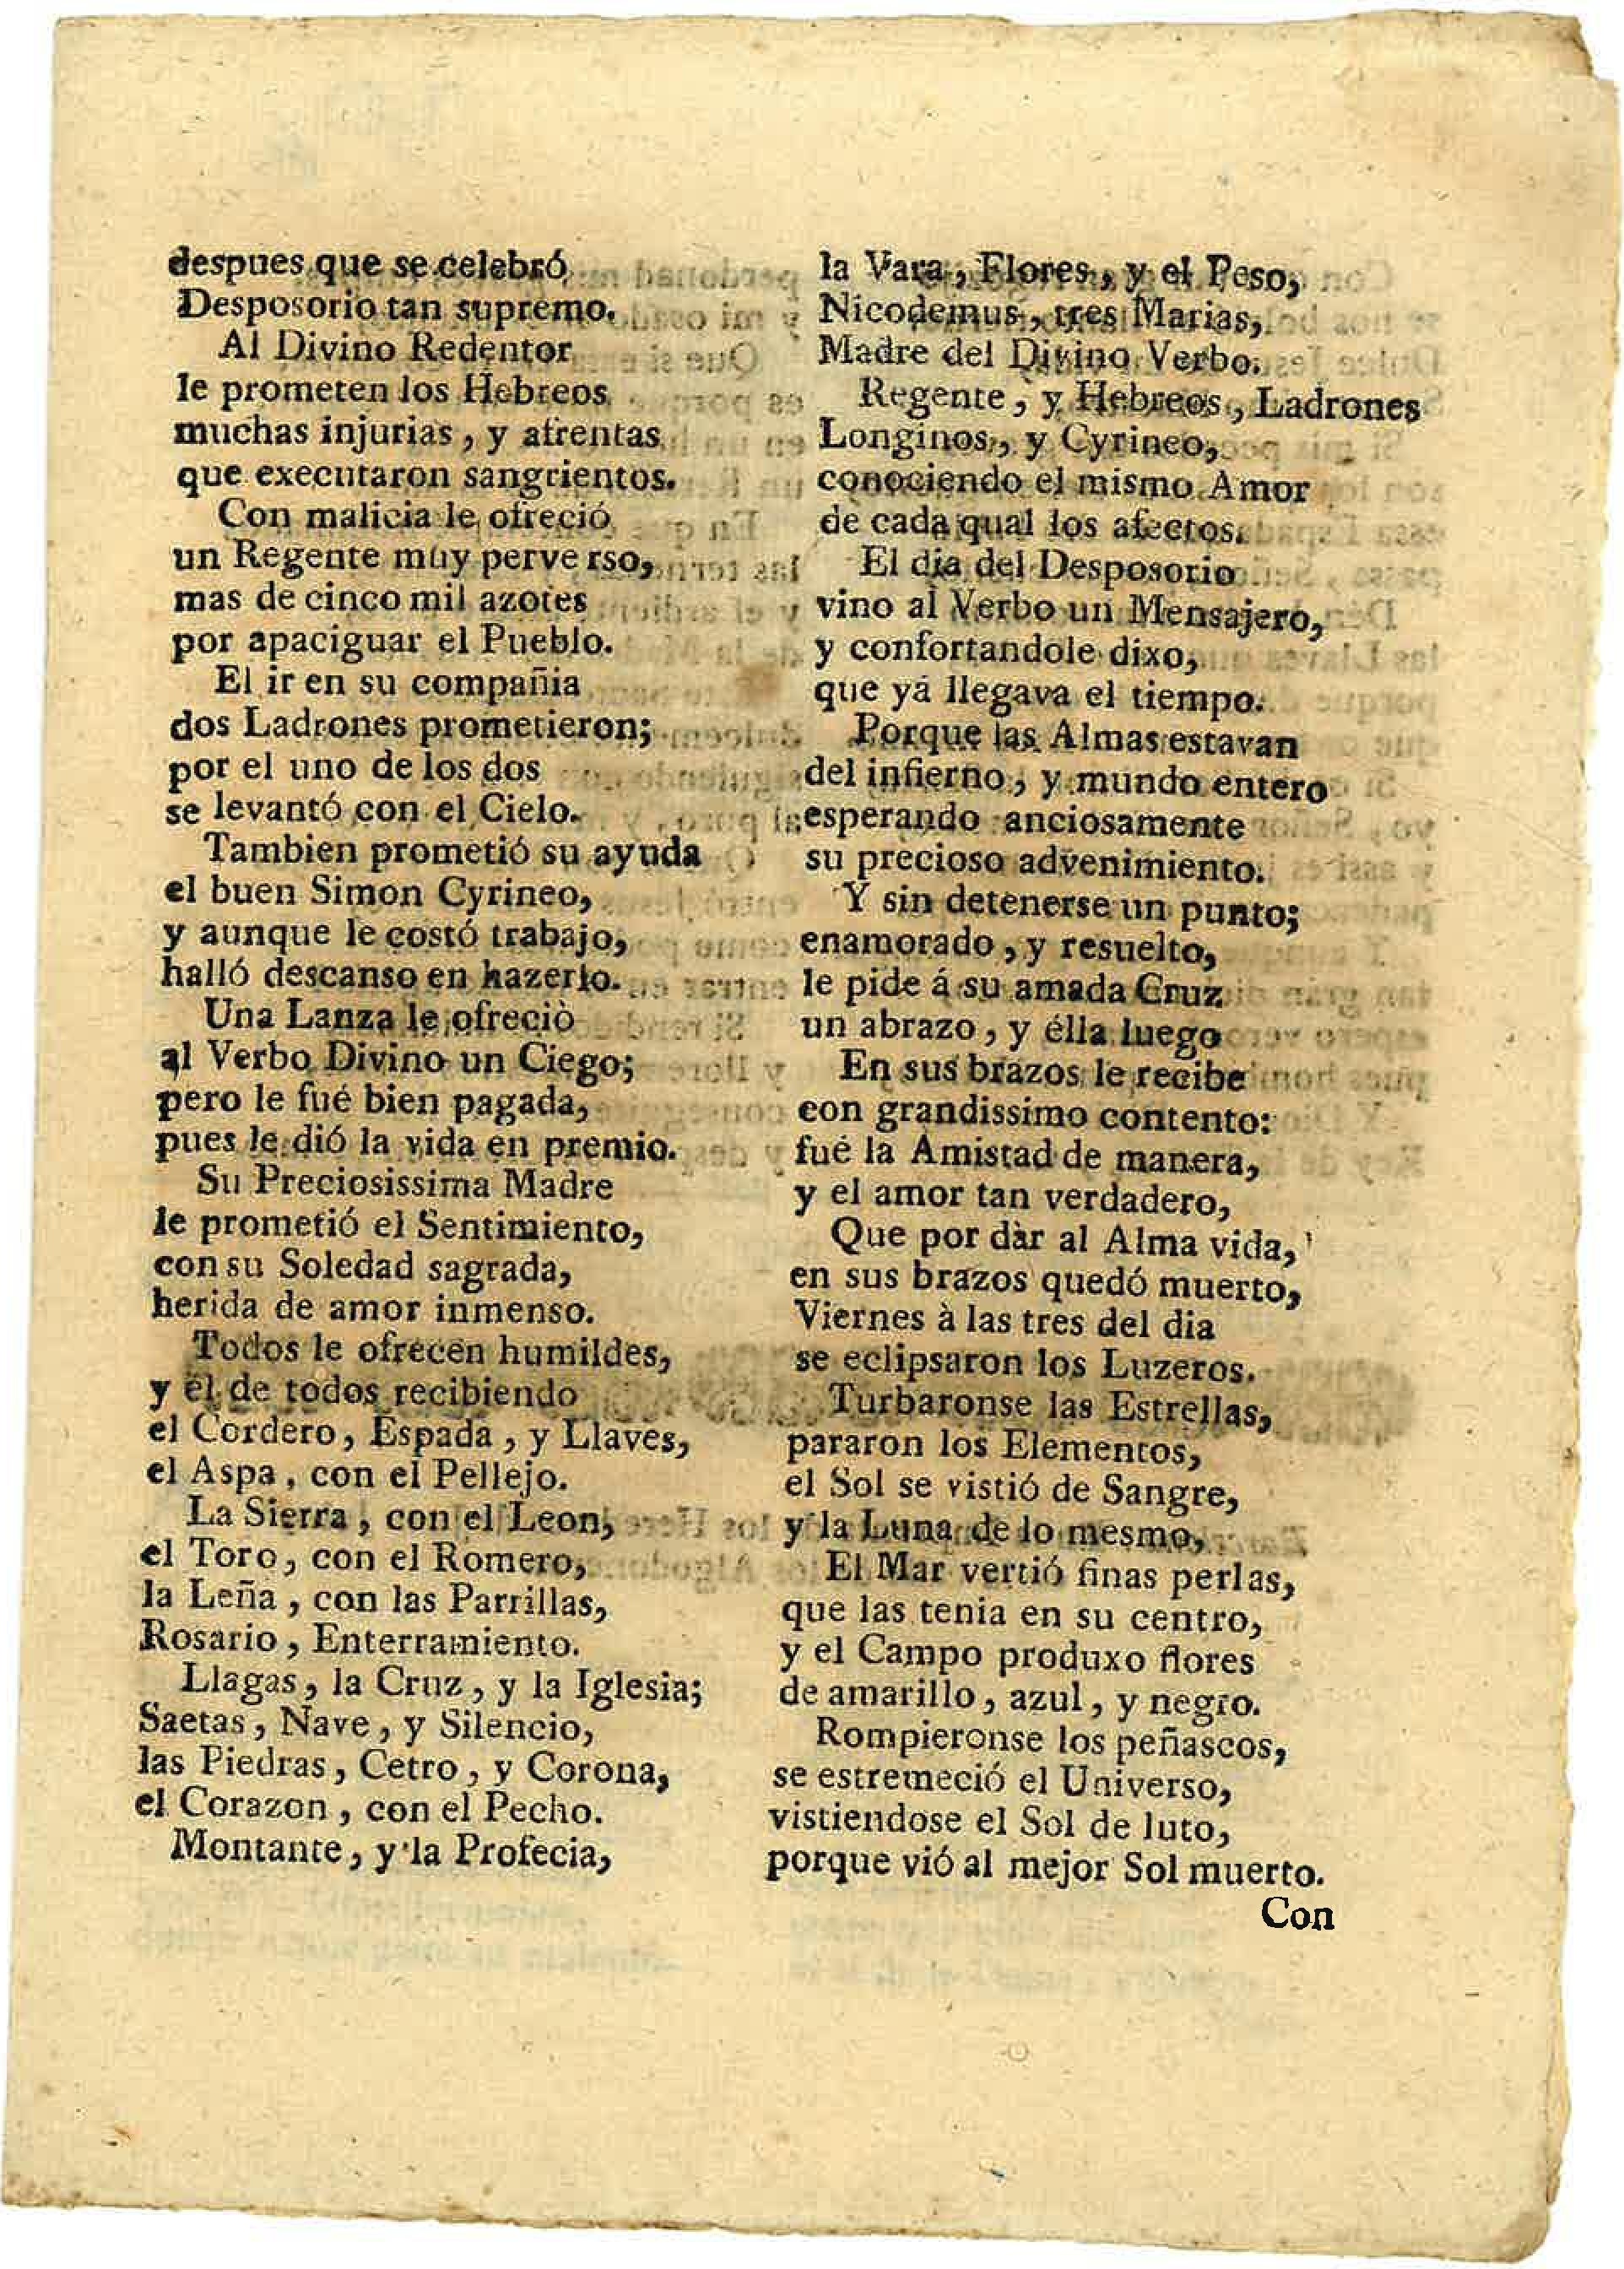 despues que se celebró
Desposorio tan supremo.
Al Divino Redentor
le prometen los Hebreos
muchas injurias, y afrentas
que executaron sangrientos.
Con malicia le ofreció
un Regente muy perverso,
mas de cinco mil azotes
por apaciguar el Pueblo.
El ir en su compañia
dos Ladrones prometieron;
por el uno de los dos
se levantó con el Cielo.
Tambien prometió su ayuda
el buen Simon Cyrineo,
y aunque le costó trabajo,
halló descanso en hazerlo.
Una Lanza le ofreciò
al Verbo Divino un Ciego;
pero le fué bien pagada,
pues le dió la vida en premio.
Su Preciosissima Madre
le prometió el Sentimiento,
con su Soledad sagrada,
herida de amor inmenso.
Todos le ofrecen humildes,
y él de todos recibiendo
el Cordero, Espada, y Llaves,
el Aspa, con el Pellejo.
La Sierra, con el Leon,
el Toro, con el Romero,
la Leña, con las Parrillas,
Rosario, Enterramiento.
Llagas, la Cruz, y la Iglesia;
Saetas, Nave, y Silencio,
las Piedras, Cetro, y Corona,
el Corazon, con el Pecho.
Montante, y la Profecia,
la Vara, Flores, y el Peso,
Nicodemus, tres Marias,
Madre del Divino Verbo.
Regente, y Hebreos, Ladrones
Longinos, y Cyrineo,
conociendo el mismo Amor
de cada qual los afectos.
El dia del Desposorio
vino al Verbo un Mensajero,
y confortandole dixo,
que yá llegava el tiempo.
Porque las Almas estavan
del infierno, y mundo entero
esperando anciosamente
su precioso advenimiento.
Y sin detenerse un punto;
enamorado, y resuelto,
le pide á su amada Cruz
un abrazo, y élla luego
En sus brazos le recibe
con grandissimo contento:
fué la Amistad de manera,
y el amor tan verdadero,
Que por dàr al Alma vida,
en sus brazos quedó muerto,
Viernes à las tres del dia
se eclipsaron los Luzeros.
Turbaronse las Estrellas,
pararon los Elementos,
el Sol se vistió de Sangre,
y la Luna de lo mesmo,
El Mar vertió finas perlas,
que las tenia en su centro,
y el Campo produxo flores
de amarillo, azul, y negro.
Rompieronse los peñascos,
se estremeció el Universo,
vistiendose el Sol de luto,
porque vió al mejor Sol muerto.
Con